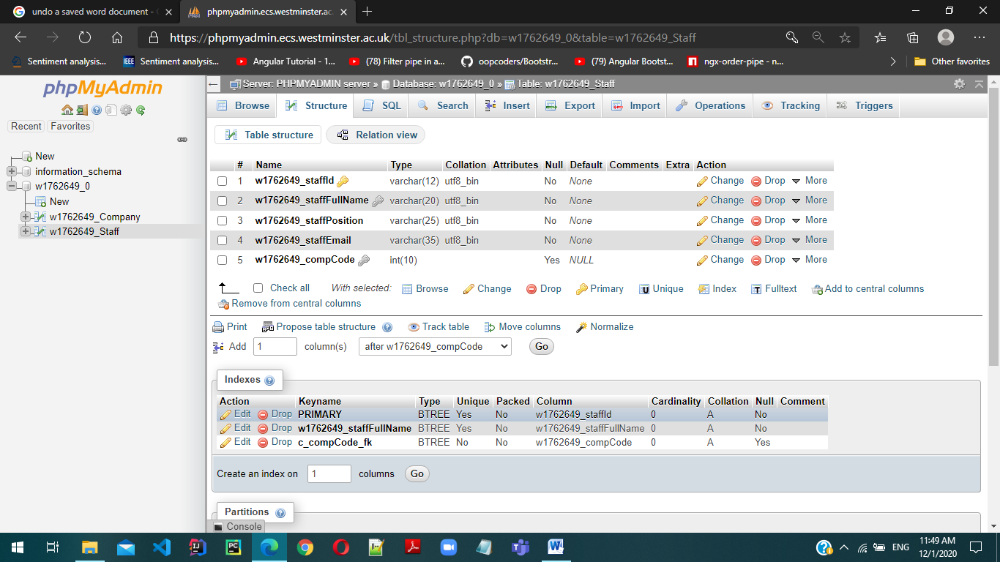 undo a saved word document -
phpmyadmin.ecs.westminster.ac.
https://phpmyadmin.ecs.westminster.ac.uk/tbl_structure.php?db=w1762649_0&table=w1762649_Staff
Sentiment analysis...
IEEE Sentiment analysis...
Angular Tutorial - 1...
(78) Filter pipe in a...
oopcoders/Bootstr...
(79) Angular Bootst...
ngx-order-pipe - n...
Other favorites
phpMyAdmin
Recent Favorites
New
information_schema
w1762649_0
New
w1762649_Company
w1762649_Staff
Server: PHPMYADMIN server » Database: w1762649_0 » Table: w1762649_Staff
Browse Structure SQL Search Insert Export Import Operations Tracking Triggers
Table structure Relation view
# Name Type Collation Attributes Null Default Comments Extra Action
1 w1762649_staffId varchar(12) utf8_bin No None Change Drop More
2 w1762649_staffFullName varchar(20) utf8_bin No None Change Drop More
3 w1762649_staffPosition varchar(25) utf8_bin No None Change Drop More
4 w1762649_staffEmail varchar(35) utf8_bin No None Change Drop More
5 w1762649_compCode int(10) Yes NULL Change Drop More
Check all With selected: Browse Change Drop Primary Unique Index Fulltext Add to central columns
Remove from central columns
Print Propose table structure Track table Move columns Normalize
Add 1 column(s) after w1762649_compCode Go
Indexes
Action Keyname Type Unique Packed Column Cardinality Collation Null Comment
Edit Drop PRIMARY BTREE Yes No w1762649_staffId 0 A No
Edit Drop w1762649_staffFullName BTREE Yes No w1762649_staffFullName 0 A No
Edit Drop c_compCode_fk BTREE No No w1762649_compCode 0 A Yes
Create an index on 1 columns Go
Partitions
Console
ENG
11:49 AM
12/1/2020